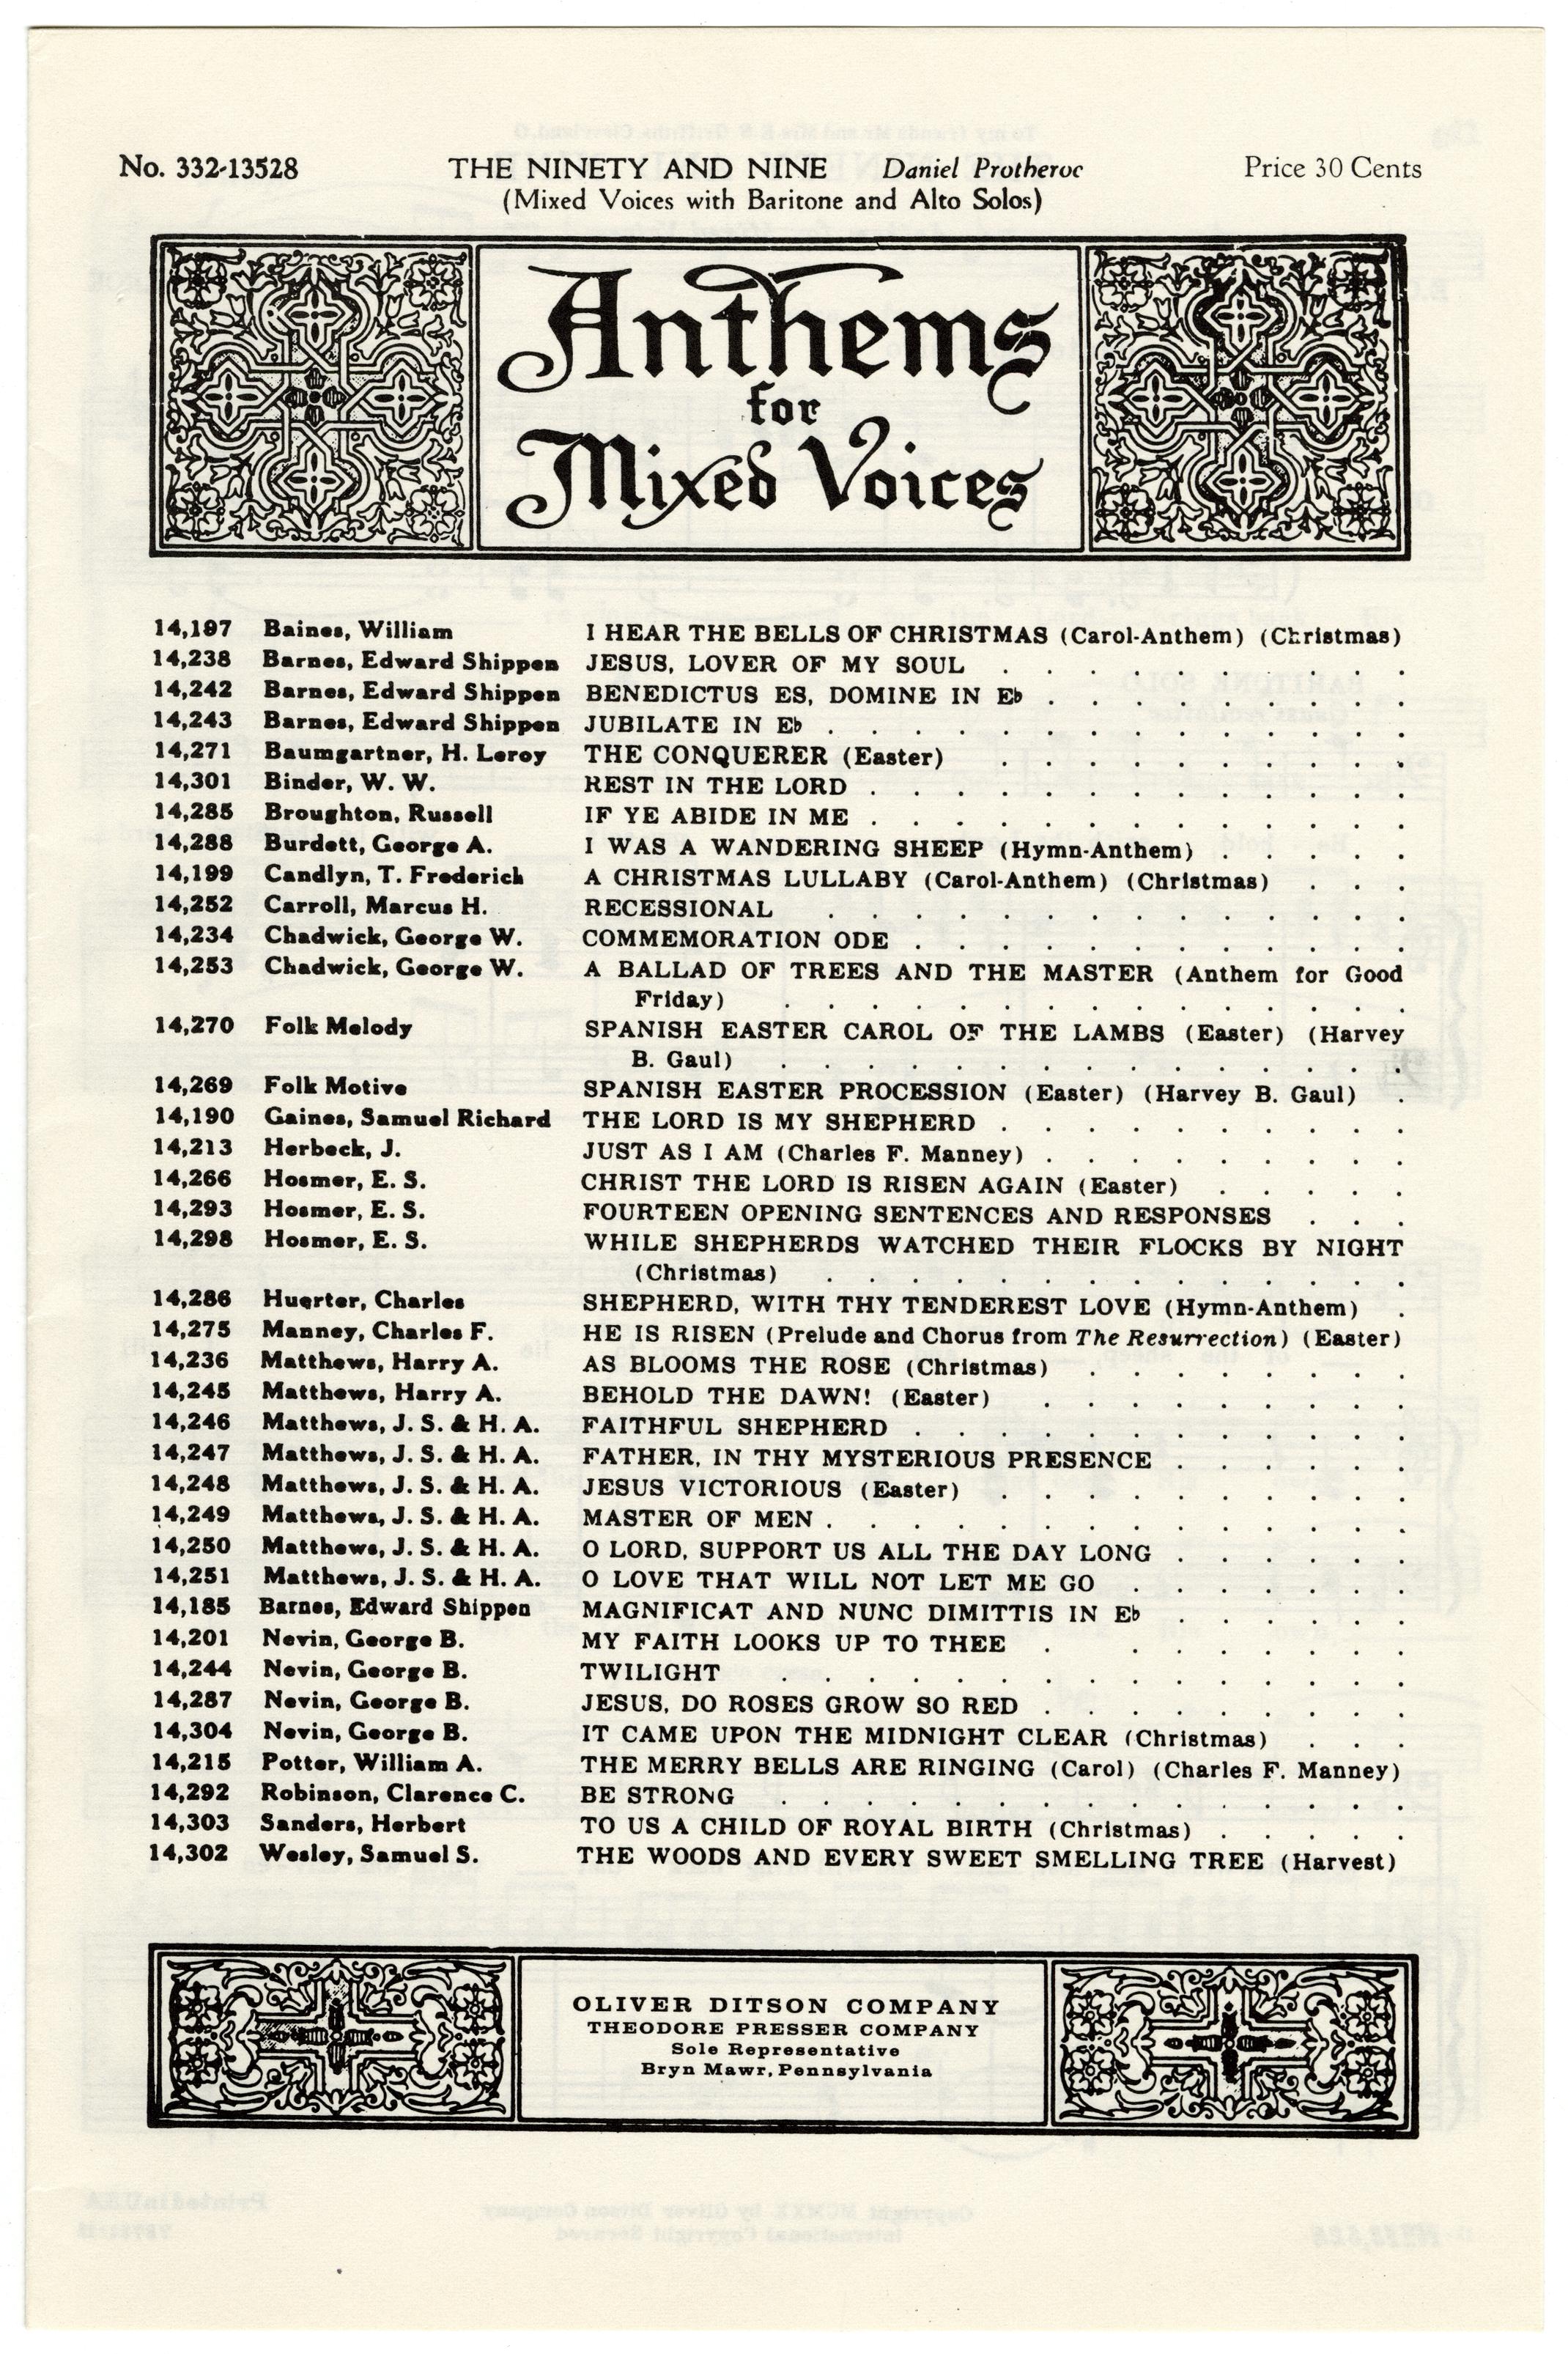 No. 332-13528 THE NINETY AND NINE Daniel Protheroe Price 30 Cents
(Mixed Voices with Baritone and Alto Solos)
Anthems
for
Mixed Voices
14,197 Baines, William I HEAR THE BELLS OF CHRISTMAS (Carol-Anthem) (Christmas)
14,238 Barnes, Edward Shippen JESUS, LOVER OF MY SOUL . . . . . . . . . .
14,242 Barnes, Edward Shippen BENEDICTUS ES, DOMINE IN E♭ . . . . . . . . .
14,243 Barnes, Edward Shippen JUBILATE IN E♭ . . . . . . . . . . . . . .
14,271 Baumgartner, H. Leroy THE CONQUERER (Easter) . . . . . . . . . .
14,301 Binder, W. W. REST IN THE LORD . . . . . . . . . . . . .
14,285 Broughton, Russell IF YE ABIDE IN ME . . . . . . . . . . . . .
14,288 Burdett, George A. I WAS A WANDERING SHEEP (Hymn-Anthem) . . . . .
14,199 Candlyn, T. Frederick A CHRISTMAS LULLABY (Carol-Anthem) (Christmas) . . .
14,252 Carroll, Marcus H. RECESSIONAL . . . . . . . . . . . . . .
14,234 Chadwick, George W. COMMEMORATION ODE . . . . . . . . . . . .
14,253 Chadwick, George W. A BALLAD OF TREES AND THE MASTER (Anthem for Good
Friday) . . . . . . . . . . . . . . .
14,270 Folk Melody SPANISH EASTER CAROL OF THE LAMBS (Easter) (Harvey
B. Gaul) . . . . . . . . . . . . . . .
14,269 Folk Motive SPANISH EASTER PROCESSION (Easter) (Harvey B. Gaul) .
14,190 Gaines, Samuel Richard THE LORD IS MY SHEPHERD . . . . . . . . . .
14,213 Herbeck, J. JUST AS I AM (Charles F. Manney) . . . . . . . . .
14,266 Hosmer, E. S. CHRIST THE LORD IS RISEN AGAIN (Easter) . . . . .
14,293 Hosmer, E. S. FOURTEEN OPENING SENTENCES AND RESPONSES . . .
14,298 Hosmer, E. S. WHILE SHEPHERDS WATCHED THEIR FLOCKS BY NIGHT
(Christmas) . . . . . . . . . . . . . .
14,286 Huerter, Charles SHEPHERD, WITH THY TENDEREST LOVE (Hymn-Anthem) .
14,275 Manney, Charles F. HE IS RISEN (Prelude and Chorus from The Resurrection) (Easter)
14,236 Matthews, Harry A. AS BLOOMS THE ROSE (Christmas) . . . . . . . .
14,245 Matthews, Harry A. BEHOLD THE DAWN! (Easter) . . . . . . . . .
14,246 Matthews, J. S. & H. A. FAITHFUL SHEPHERD . . . . . . . . . . . .
14,247 Matthews, J. S. & H. A. FATHER, IN THY MYSTERIOUS PRESENCE . . . . . .
14,248 Matthews, J. S. & H. A. JESUS VICTORIOUS (Easter) . . . . . . . . . .
14,249 Matthews, J. S. & H. A. MASTER OF MEN . . . . . . . . . . . . . .
14,250 Matthews, J. S. & H. A. O LORD, SUPPORT US ALL THE DAY LONG . . . . . .
14,251 Matthews, J. S. & H. A. O LOVE THAT WILL NOT LET ME GO . . . . . . .
14,185 Barnes, Edward Shippen MAGNIFICAT AND NUNC DIMITTIS IN E♭ . . . . . .
14,201 Nevin, George B. MY FAITH LOOKS UP TO THEE . . . . . . . .
14,244 Nevin, George B. TWILIGHT . . . . . . . . . . . . . . .
14,287 Nevin, George B. JESUS, DO ROSES GROW SO RED . . . . . . . . .
14,304 Nevin, George B. IT CAME UPON THE MIDNIGHT CLEAR (Christmas) . . .
14,215 Potter, William A. THE MERRY BELLS ARE RINGING (Carol) (Charles F. Manney)
14,292 Robinson, Clarence C. BE STRONG . . . . . . . . . . . . . . .
14,303 Sanders, Herbert TO US A CHILD OF ROYAL BIRTH (Christmas) . . . . .
14,302 Wesley, Samuel S. THE WOODS AND EVERY SWEET SMELLING TREE (Harvest)
OLIVER DITSON COMPANY
THEODORE PRESSER COMPANY
Sole Representative
Bryn Mawr, Pennsylvania